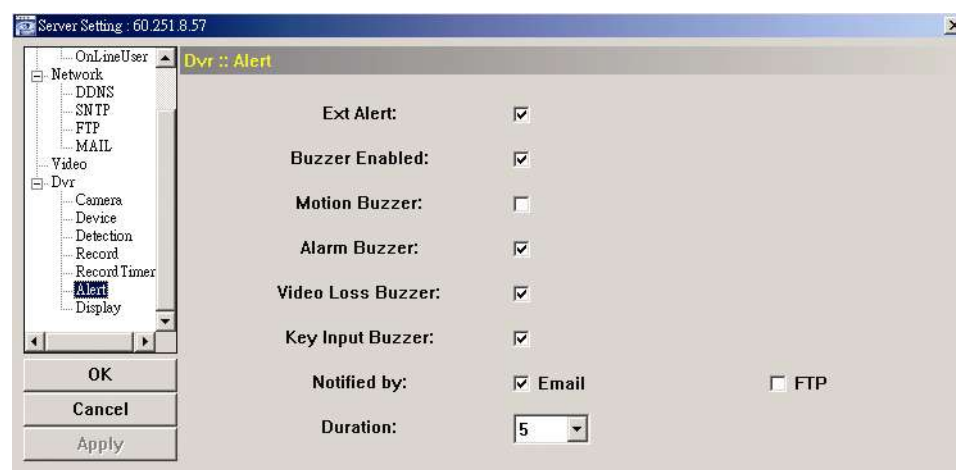 Server Setting : 60.251.8.57
OnLineUser
Network
DDNS
SNTP
FTP
MAIL
Video
Dvr
Camera
Device
Detection
Record
Record Timer
Alert
Display
OK
Cancel
Apply
Dvr :: Alert
Ext Alert:
Buzzer Enabled:
Motion Buzzer:
Alarm Buzzer:
Video Loss Buzzer:
Key Input Buzzer:
Notified by: Email FTP
Duration: 5